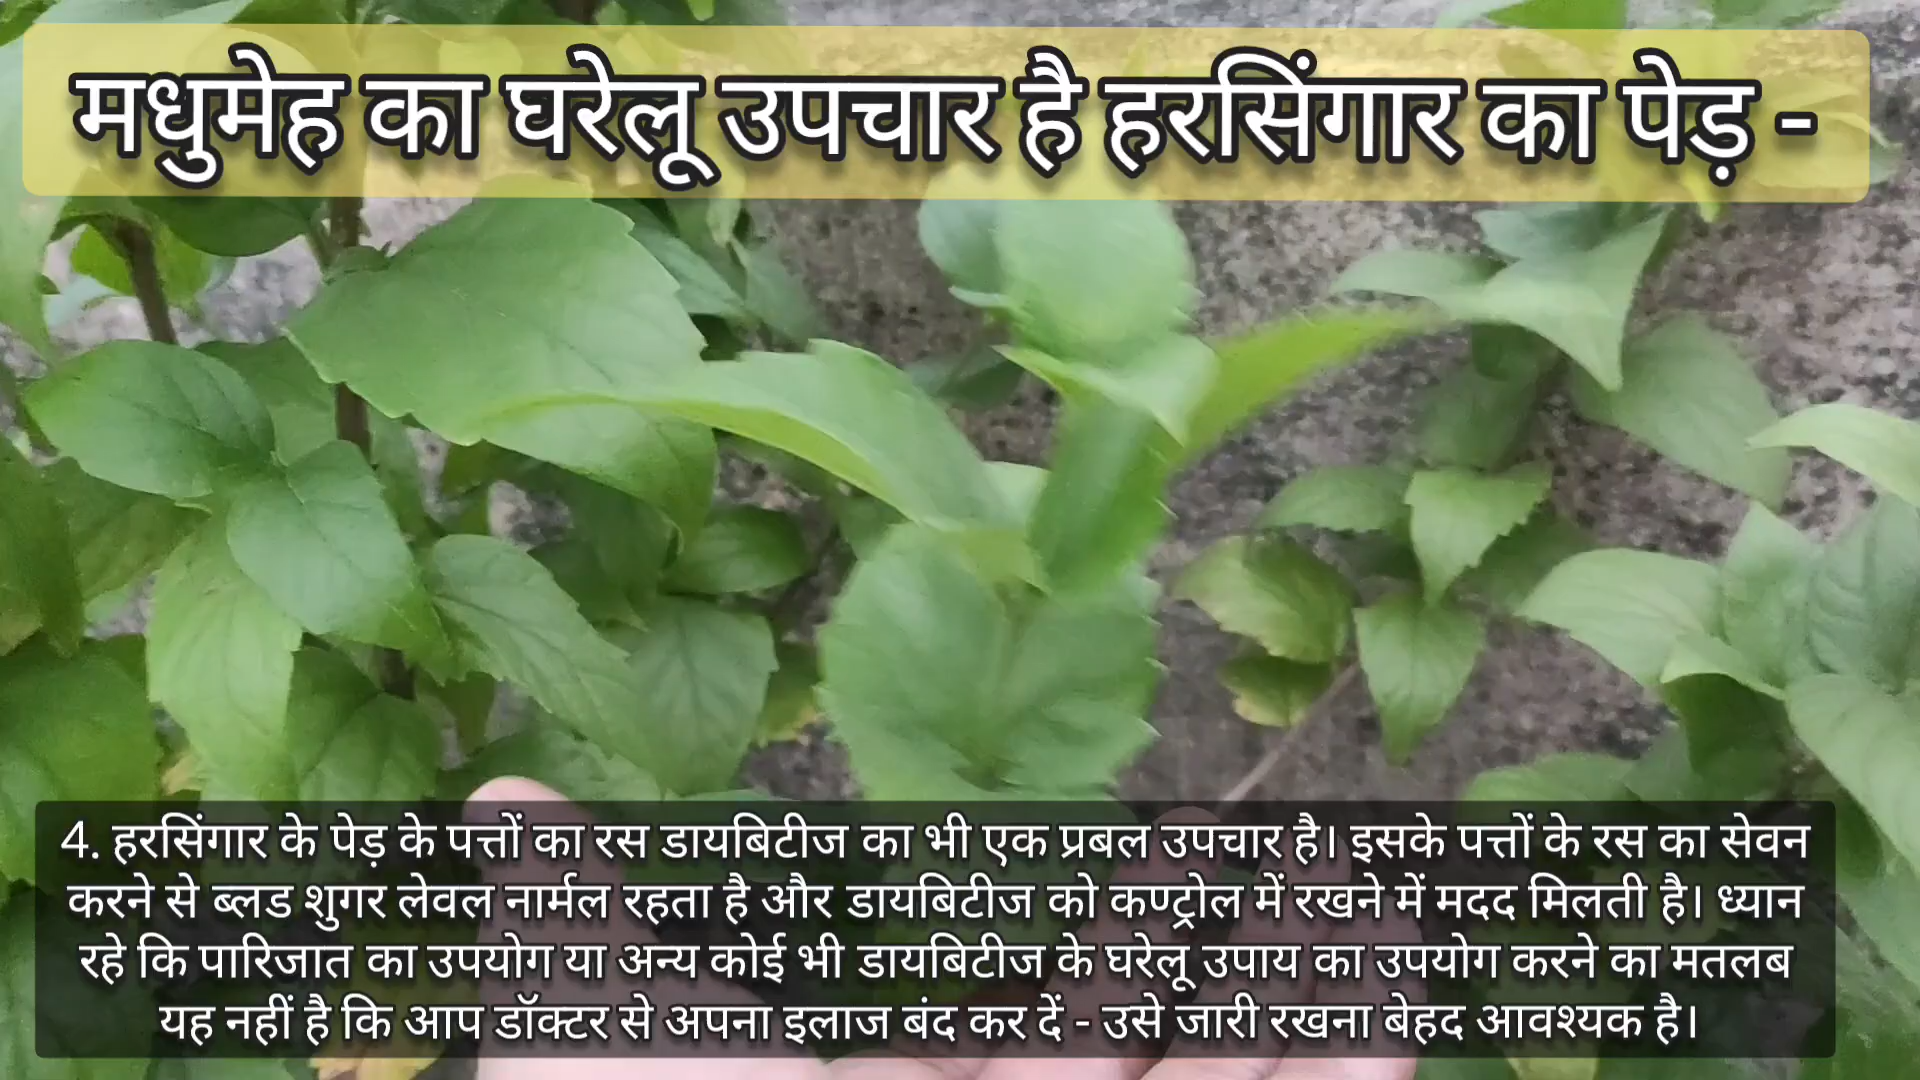 मधुमेह का घरेलू उपचार है हरसिंगार का पेड़ -
4. हरसिंगार के पेड़ के पत्तों का रस डायबिटीज का भी एक प्रबल उपचार है। इसके पत्तों के रस का सेवन
करने से ब्लड शुगर लेवल नार्मल रहता है और डायबिटीज को कण्ट्रोल में रखने में मदद मिलती है। ध्यान
रहे कि पारिजात का उपयोग या अन्य कोई भी डायबिटीज के घरेलू उपाय का उपयोग करने का मतलब
यह नहीं है कि आप डॉक्टर से अपना इलाज बंद कर दें - उसे जारी रखना बेहद आवश्यक है।